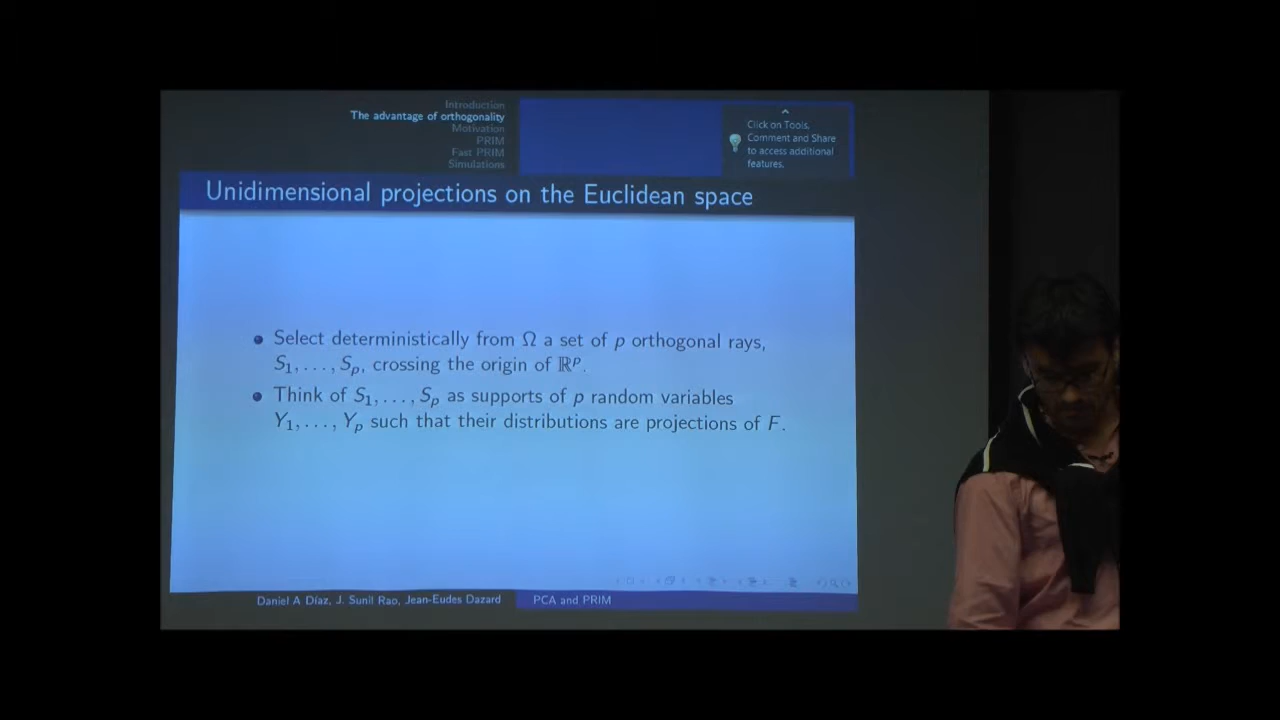 Introduction
The advantage of orthogonality
Motivation
PRIM
Fast PRIM
Simulations
Click on Tools,
Comment and Share
to access additional
features.
Unidimensional projections on the Euclidean space
Select deterministically from Ω a set of p orthogonal rays,
S₁, . . . , Sₚ, crossing the origin of ℝᵖ.
Think of S₁, . . . , Sₚ as supports of p random variables
Y₁, . . . , Yₚ such that their distributions are projections of F.
Daniel A Díaz, J. Sunil Rao, Jean-Eudes Dazard
PCA and PRIM